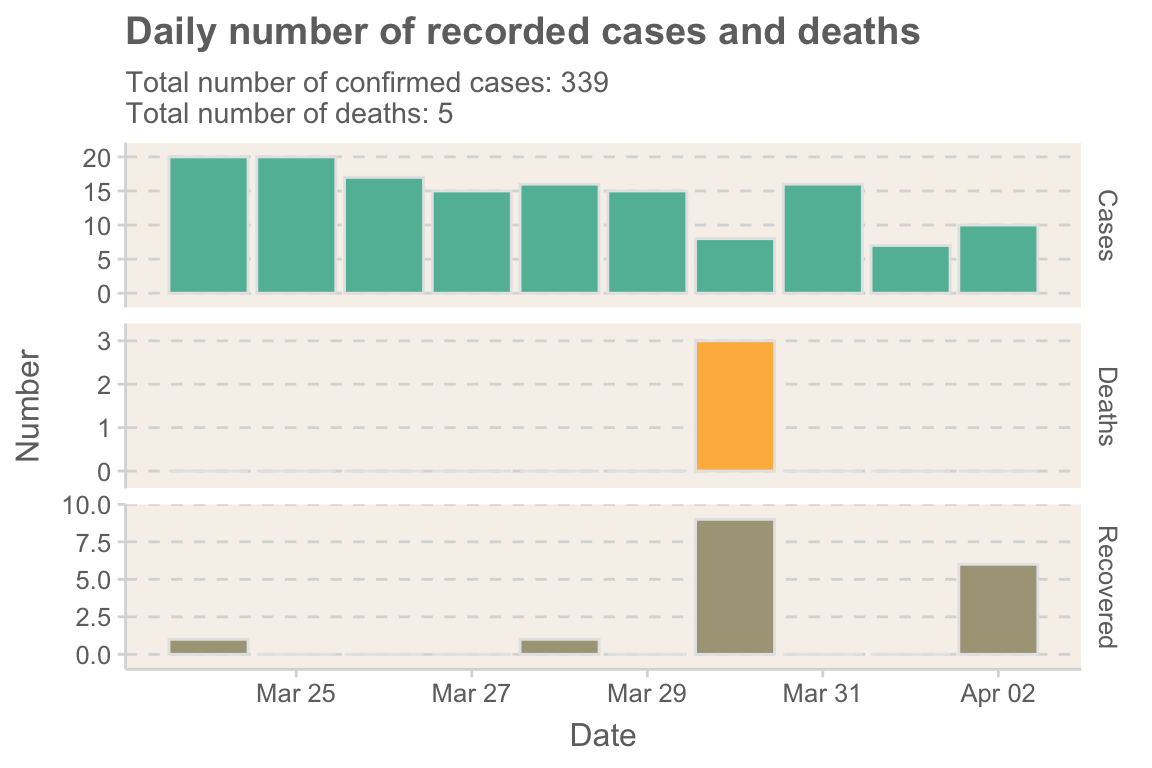 Daily number of recorded cases and deaths
Total number of confirmed cases: 339
Total number of deaths: 5
20
15
10
5
0
Cases
3
2
1
0
Deaths
10.0
7.5
5.0
2.5
0.0
Recovered
Number
Mar 25 Mar 27 Mar 29 Mar 31 Apr 02
Date